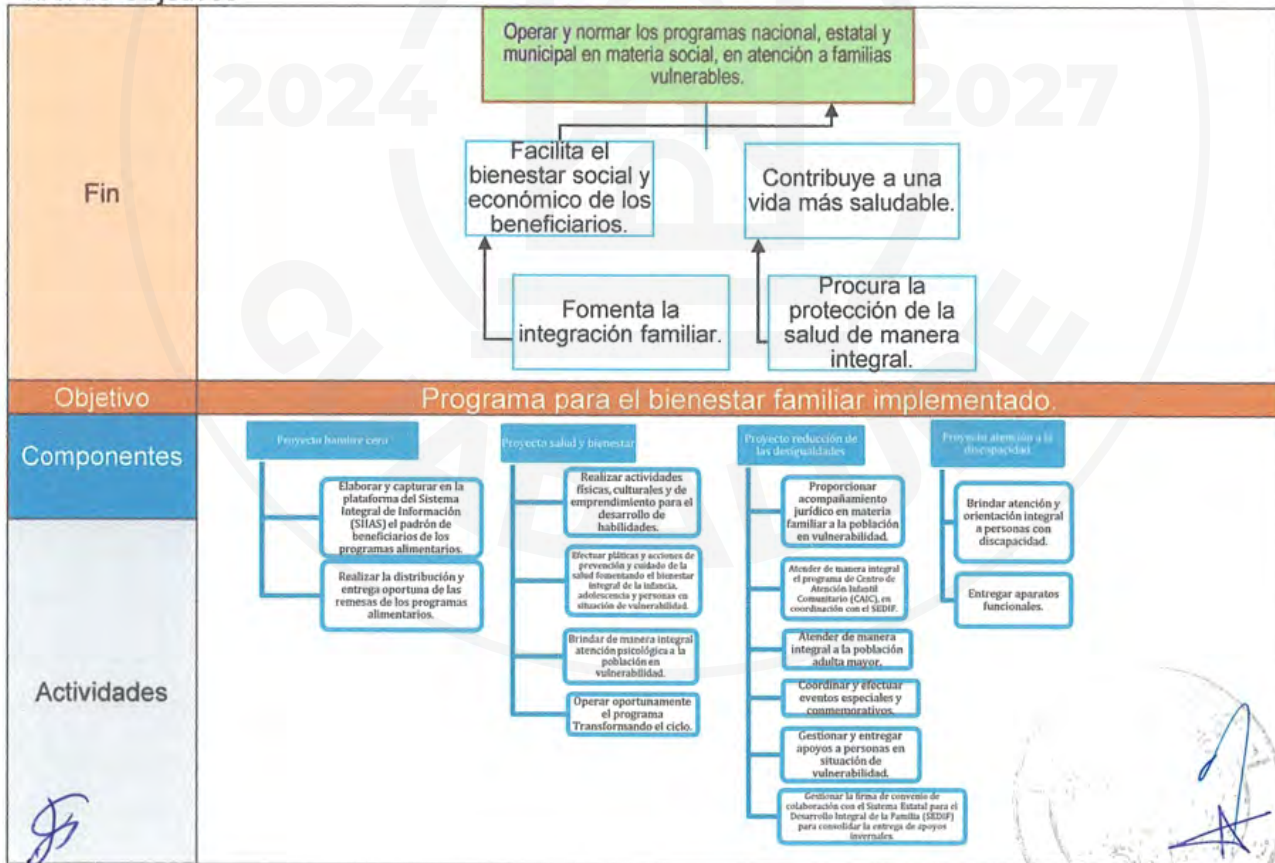 Operar y normar los programas nacional, estatal y
municipal en materia social, en atención a familias
vulnerables.
2024
2027
Fin
Facilita el
bienestar social y
económico de los
beneficiarios.
Contribuye a una
vida más saludable.
Fomenta la
integración familiar.
Procura la
protección de la
salud de manera
integral.
Objetivo
Programa para el bienestar familiar implementado.
Componentes
Actividades
Proyecto hambre cero
Elaborar y capturar en la
plataforma del Sistema
Integral de Información
(SIIAS) el padrón de
beneficiarios de los
programas alimentarios.
Realizar la distribución y
entrega oportuna de las
remesas de los programas
alimentarios.
Proyecto salud y bienestar
Realizar actividades
físicas, culturales y de
emprendimiento para el
desarrollo de
habilidades.
Efectuar pláticas y acciones de
prevención y cuidado de la
salud fomentando el bienestar
integral de la infancia,
adolescencia y personas en
situación de vulnerabilidad.
Brindar de manera integral
atención psicológica a la
población en
vulnerabilidad.
Operar oportunamente
el programa
Transformando el ciclo.
Proyecto reducción de
las desigualdades
Proporcionar
acompañamiento
jurídico en materia
familiar a la población
en vulnerabilidad.
Atender de manera integral
el programa de Centro de
Atención Infantil
Comunitario (CAIC), en
coordinación con el SEDIF.
Atender de manera
integral a la población
adulta mayor.
Coordinar y efectuar
eventos especiales y
conmemorativos.
Gestionar y entregar
apoyos a personas en
situación de
vulnerabilidad.
Gestionar la firma de convenio de
colaboración con el Sistema Estatal para el
Desarrollo Integral de la Familia (SEDIF)
para consolidar la entrega de apoyos
invernales.
Proyecto atención a la
discapacidad
Brindar atención y
orientación integral
a personas con
discapacidad.
Entregar aparatos
funcionales.